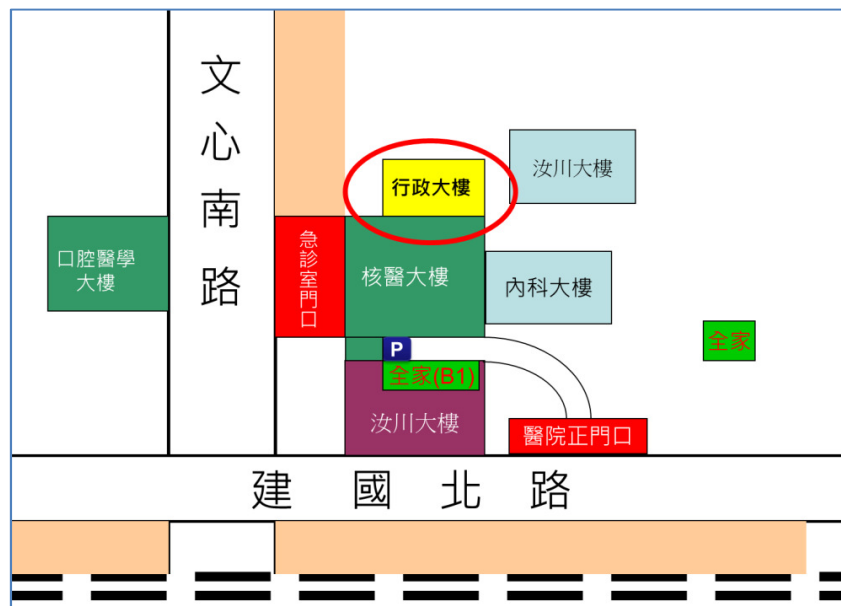 文心南路
行政大樓
汝川大樓
口腔醫學
大樓
急診室門口
核醫大樓
內科大樓
全家
P
全家(B1)
汝川大樓
醫院正門口
建國北路